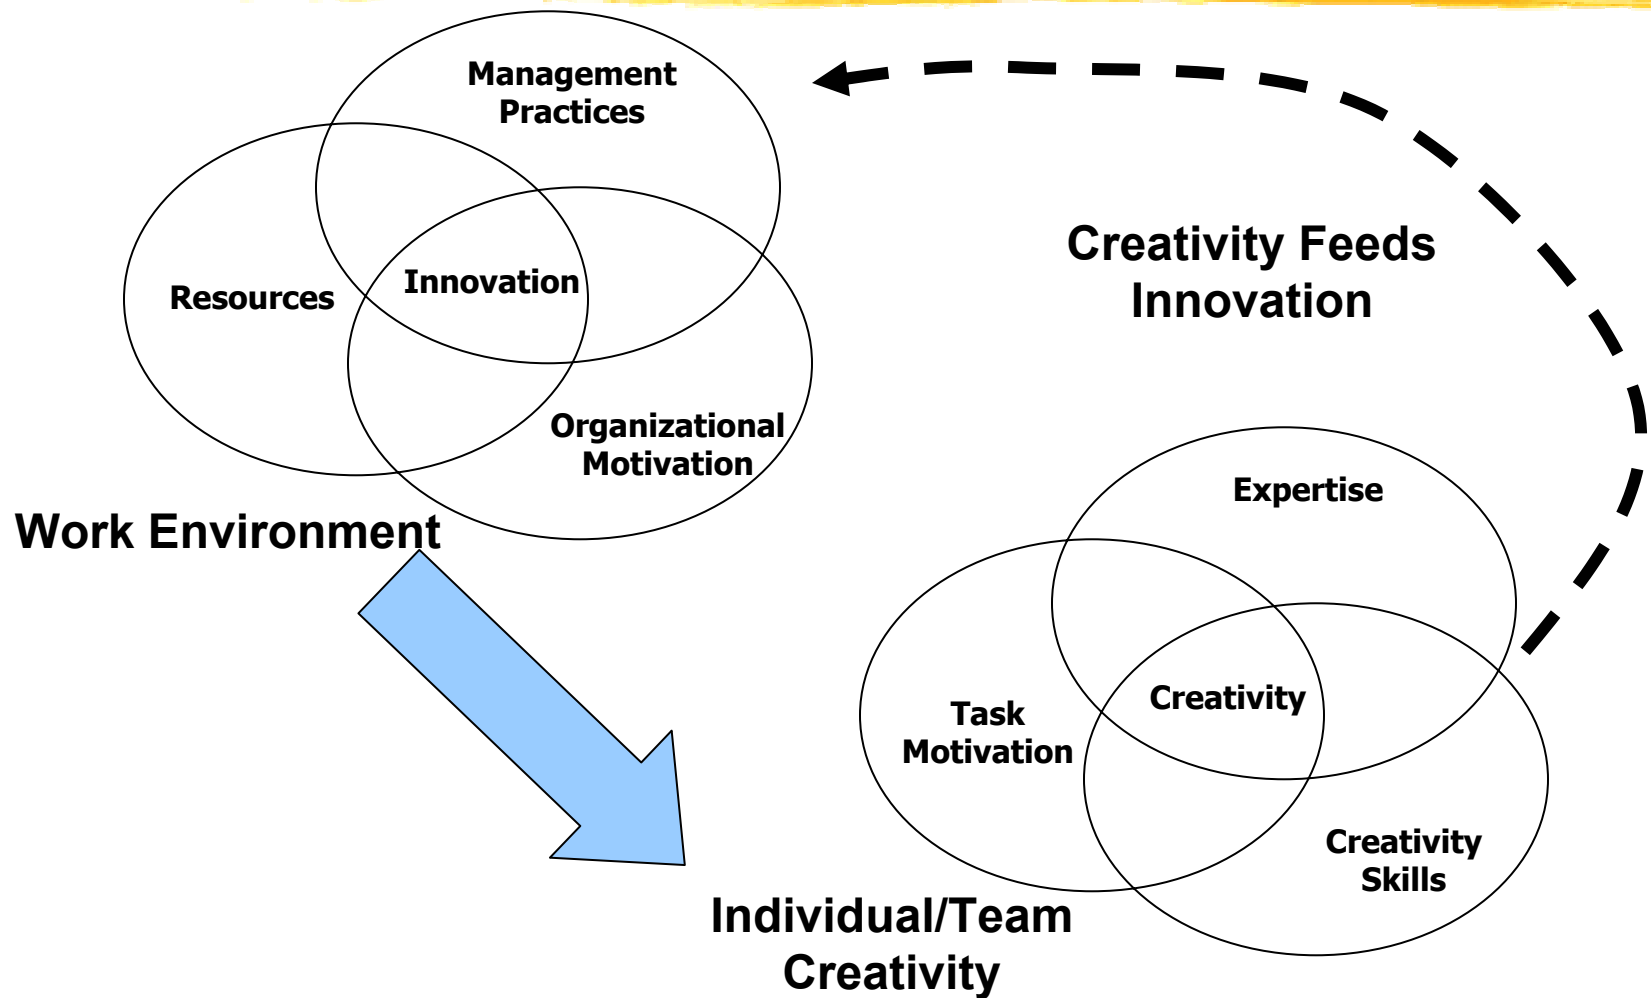 Management
Practices
Resources
Innovation
Organizational
Motivation
Work Environment
Creativity Feeds
Innovation
Expertise
Task
Motivation
Creativity
Creativity
Skills
Individual/Team
Creativity